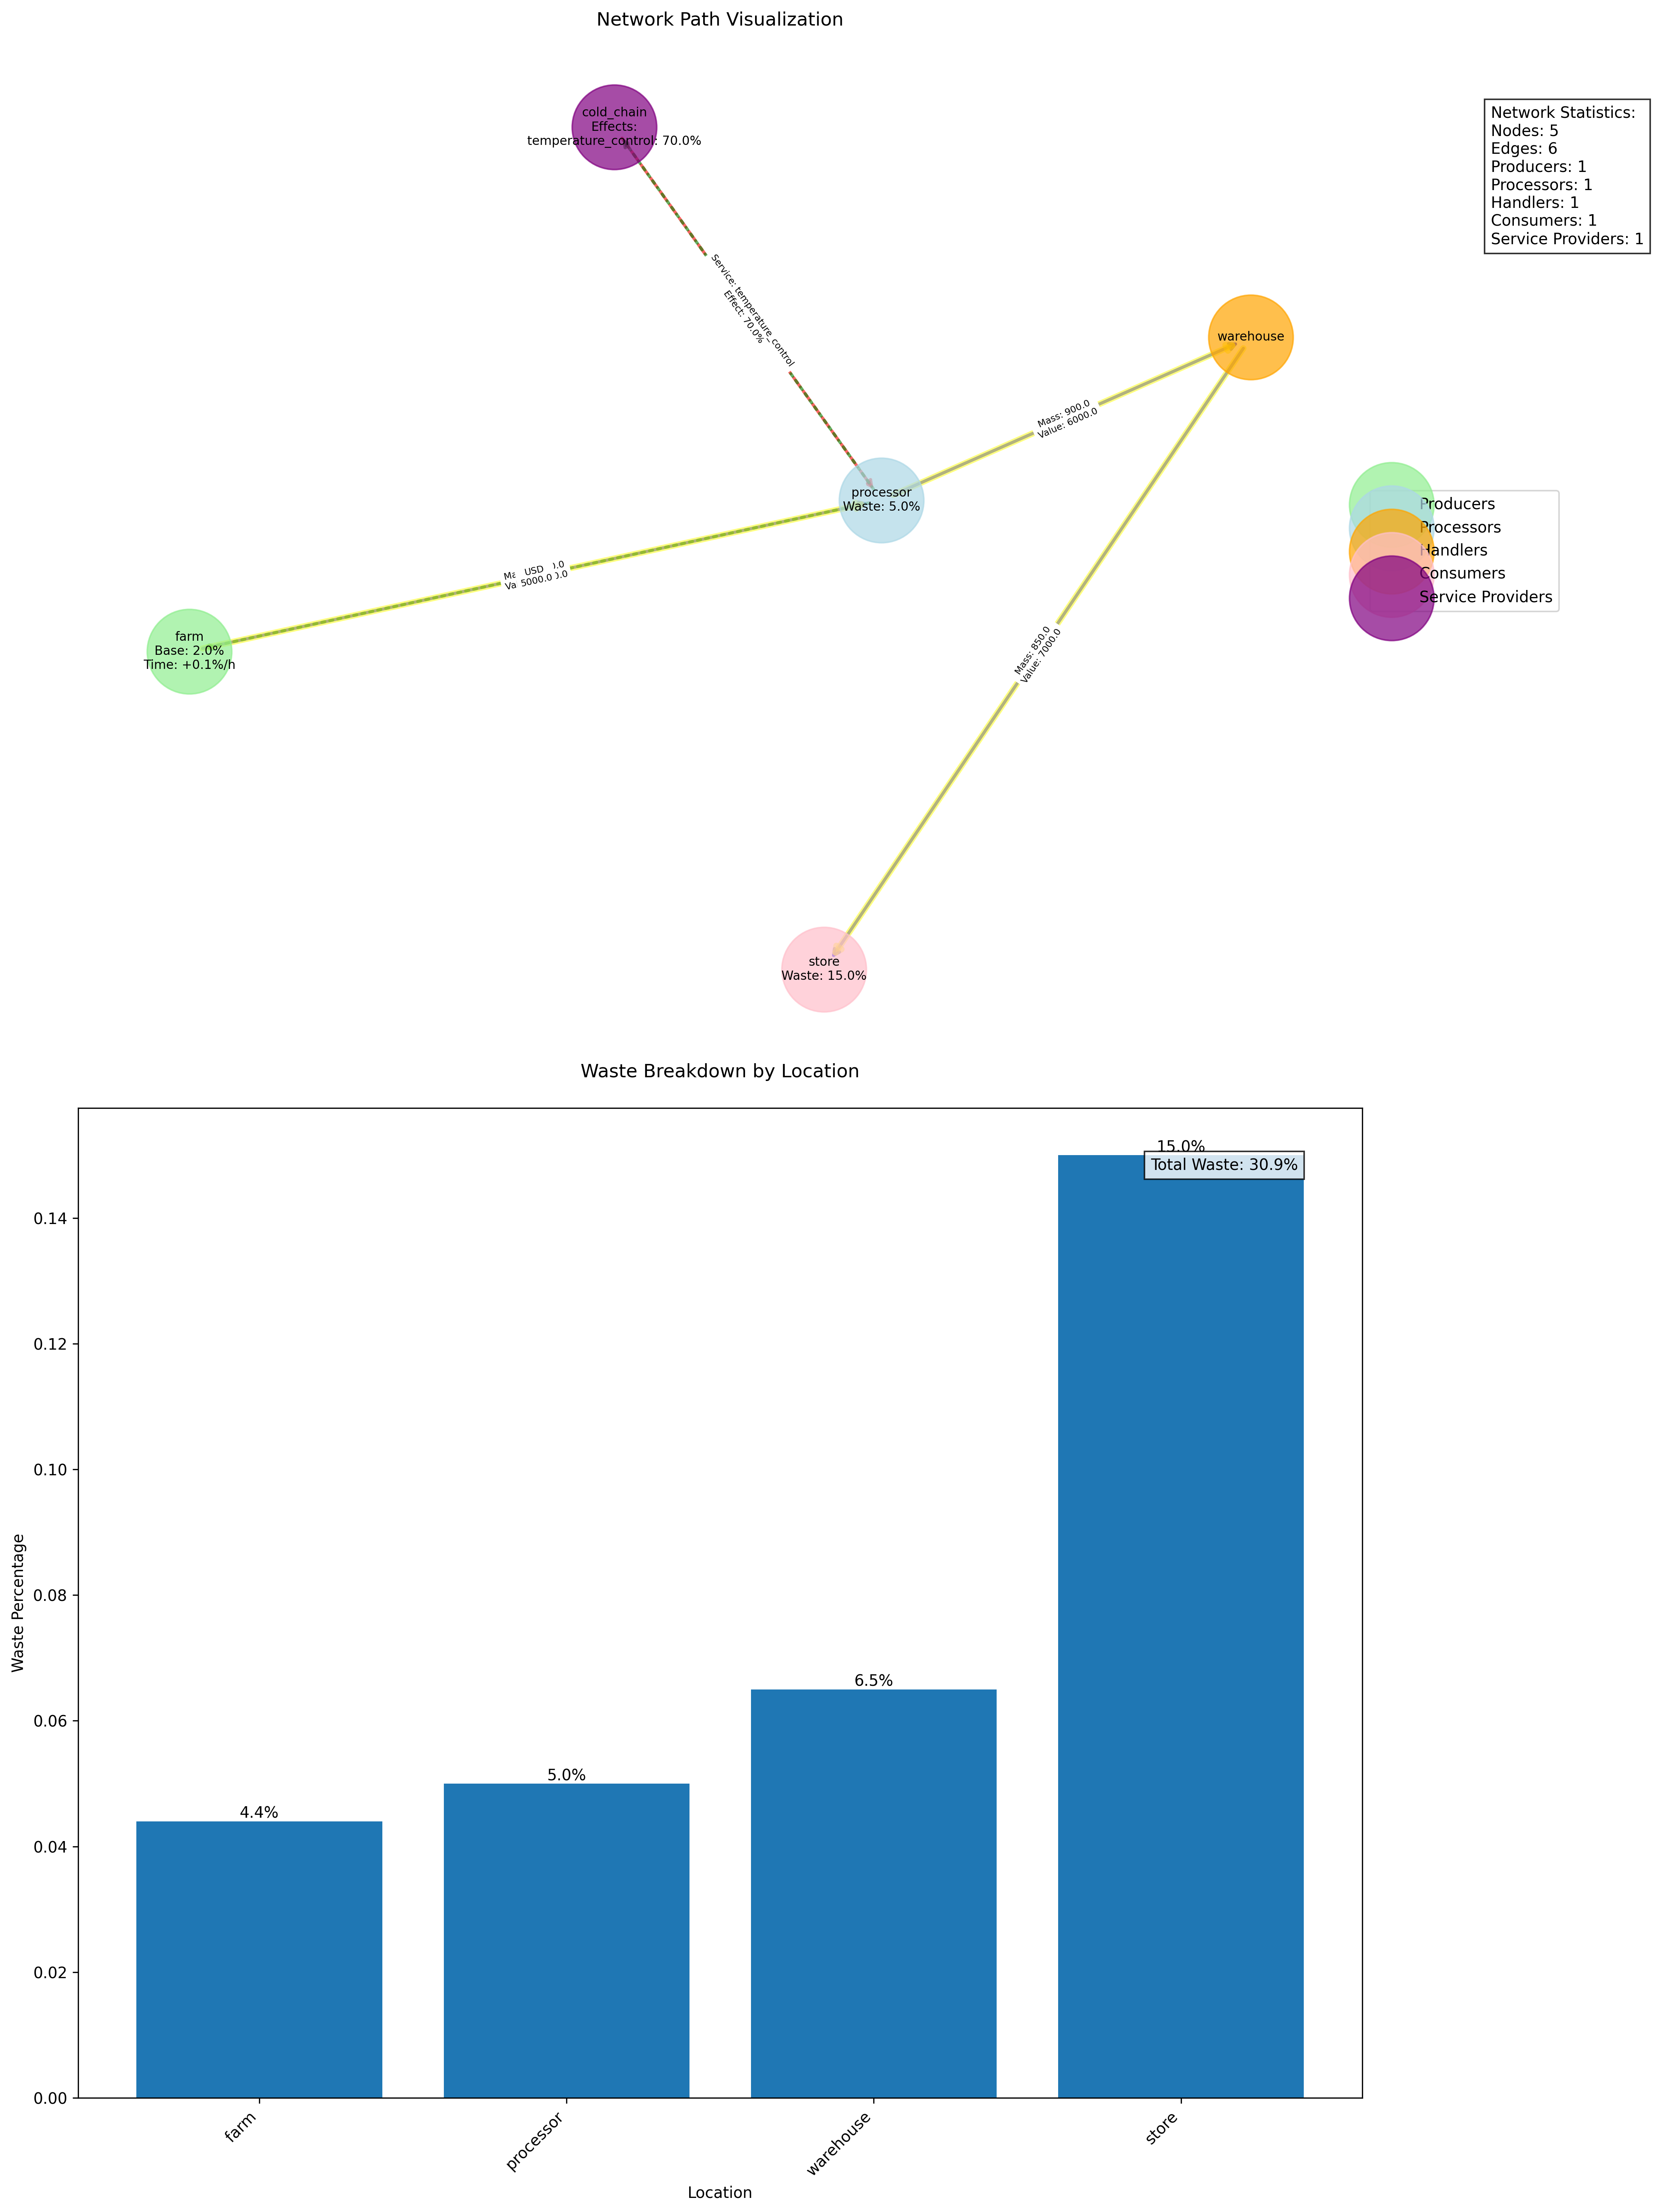 Network Path Visualization
cold_chain
Effects:
temperature_control: 70.0%
Network Statistics:
Nodes: 5
Edges: 6
Producers: 1
Processors: 1
Handlers: 1
Consumers: 1
Service Providers: 1
Service: temperature_control
Effect: 70.0%
warehouse
Mass: 900.0
Value: 6000.0
processor
Waste: 5.0%
Producers
Processors
Handlers
Consumers
Service Providers
USD
5000.0
farm
Base: 2.0%
Time: +0.1%/h
Mass: 850.0
Value: 7000.0
store
Waste: 15.0%
Waste Breakdown by Location
15.0%
Total Waste: 30.9%
0.14
0.12
0.10
0.08
0.06
0.04
0.02
0.00
Waste Percentage
6.5%
5.0%
4.4%
farm
processor
warehouse
store
Location